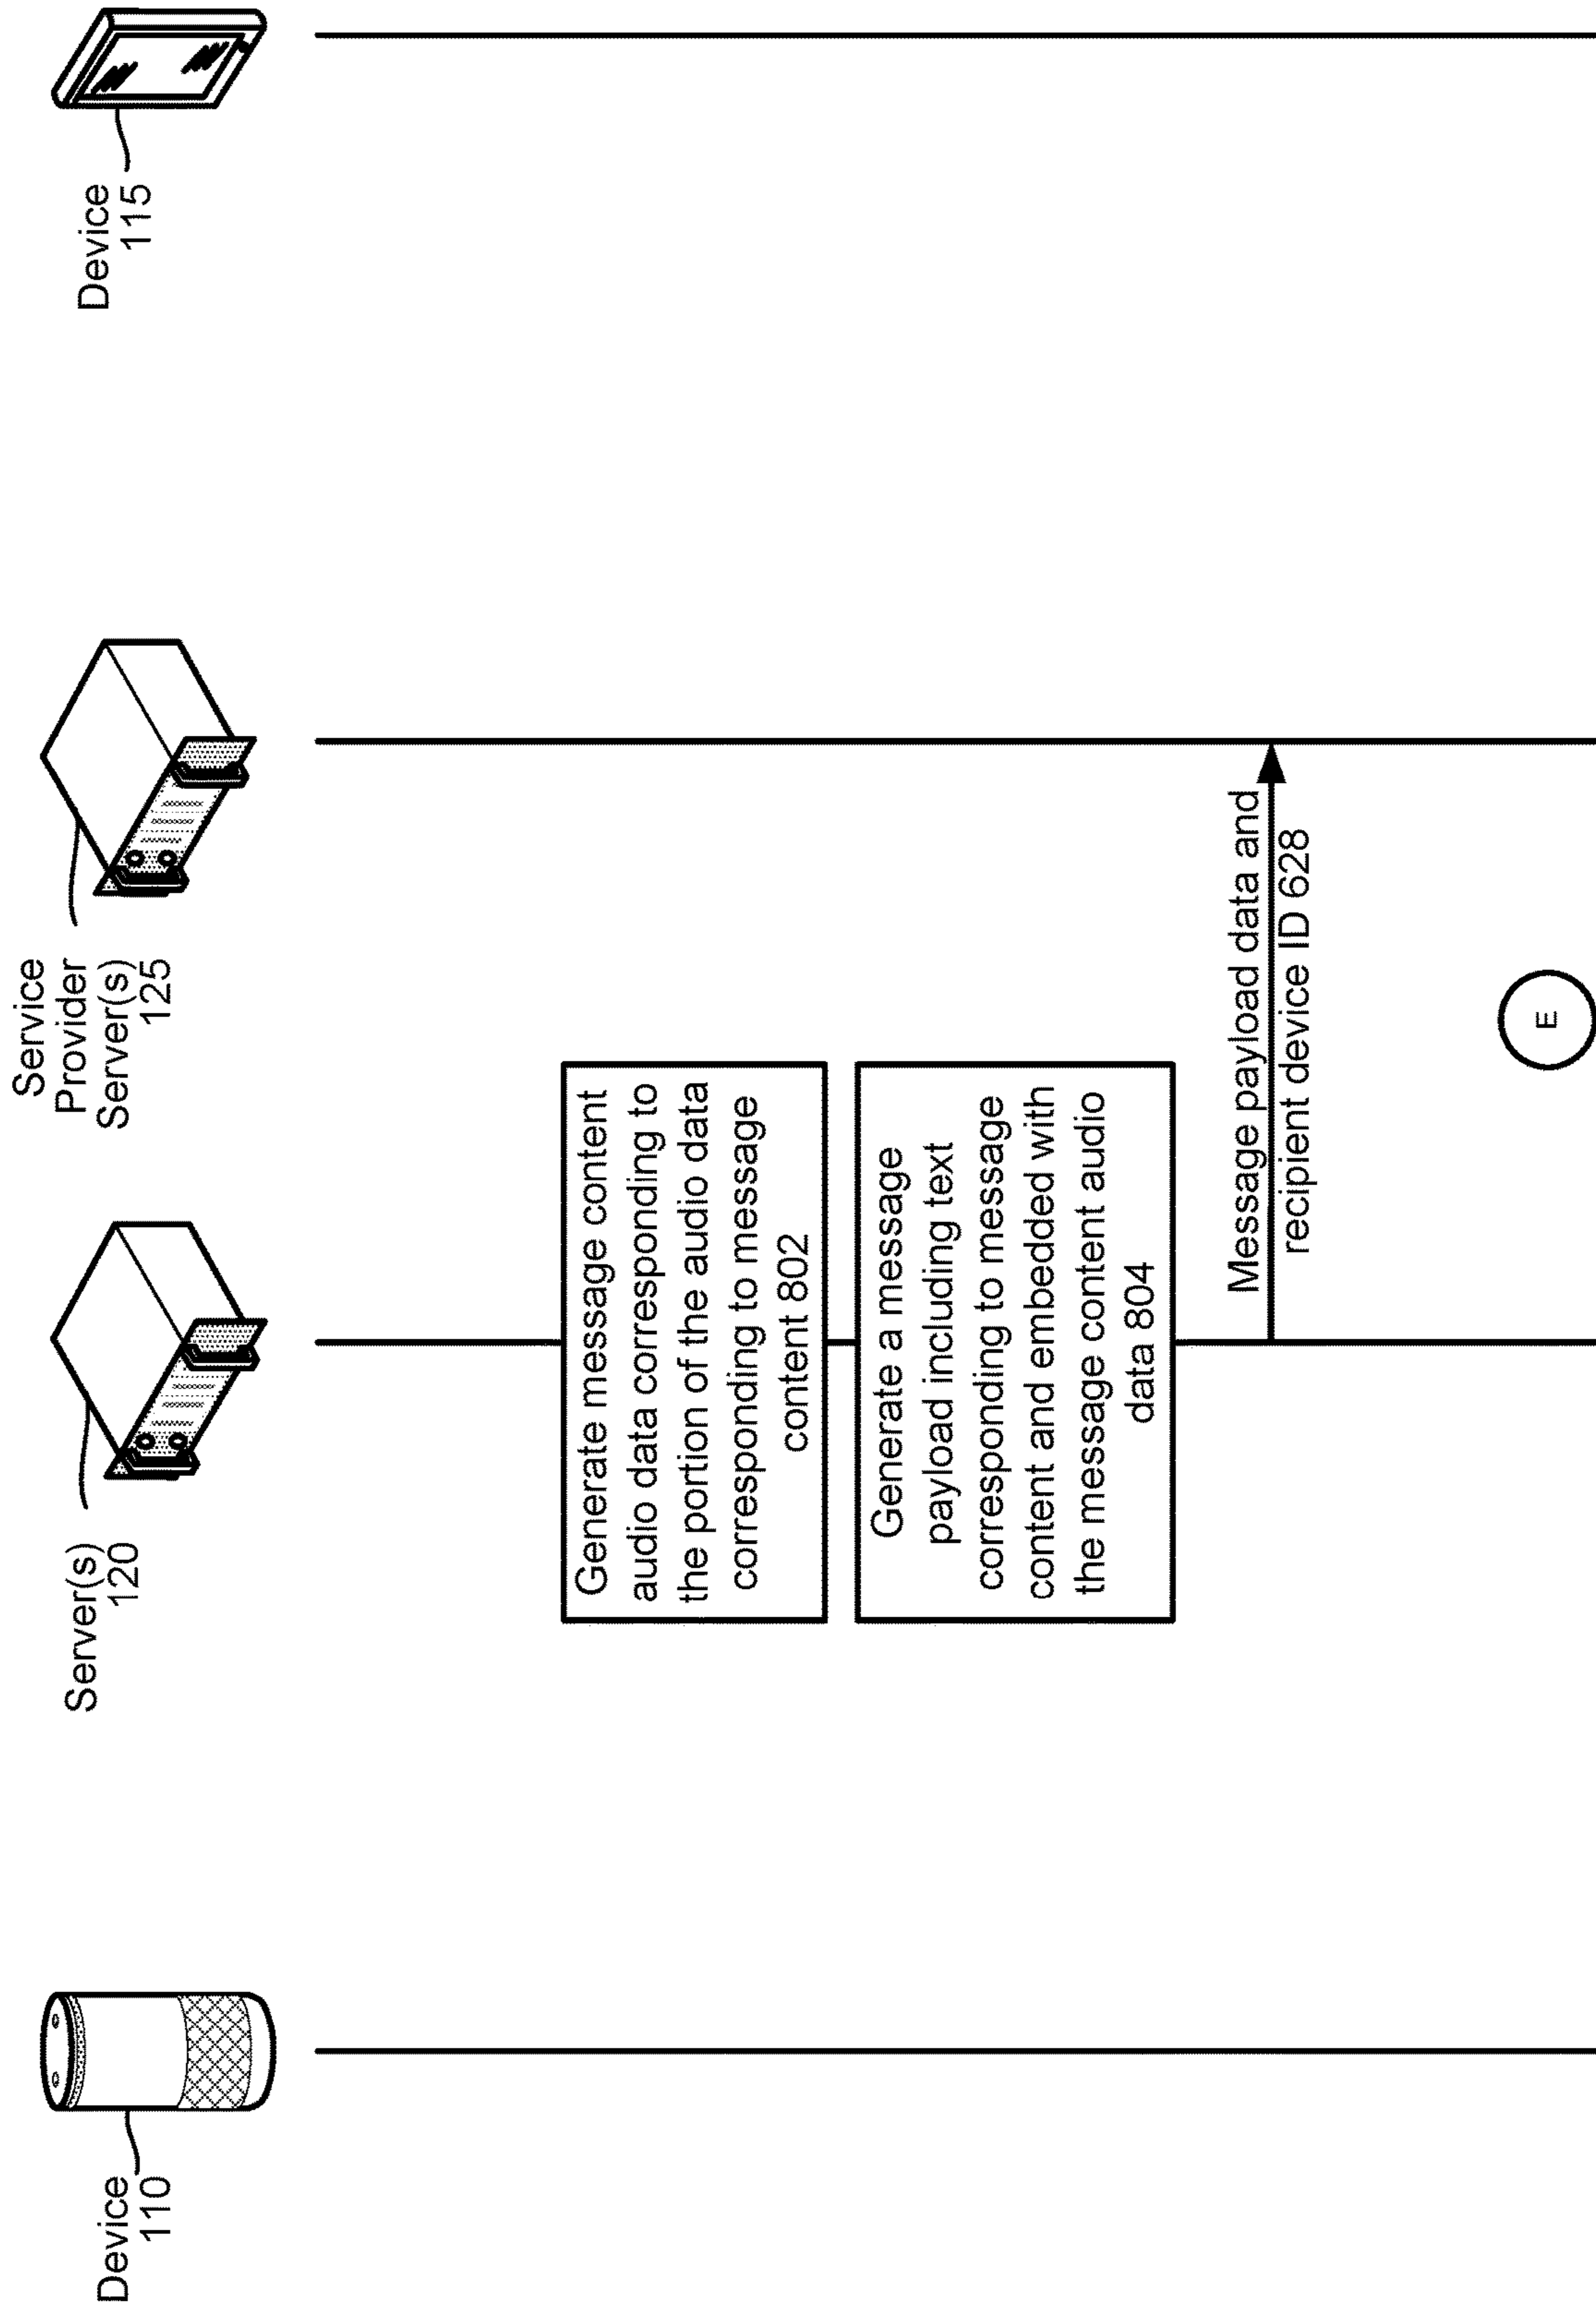 Device
110
Server(s)
120
Service
Provider
Server(s)
125
Device
115
Generate message content
audio data corresponding to
the portion of the audio data
corresponding to message
content 802
Generate a message
payload including text
corresponding to message
content and embedded with
the message content audio
data 804
Message payload data and
recipient device ID 628
E